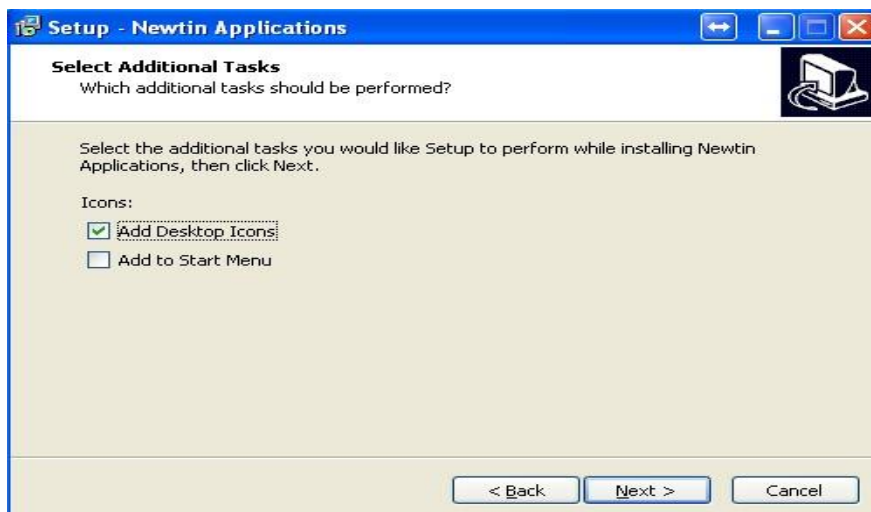 Setup - Newtin Applications
Select Additional Tasks
Which additional tasks should be performed?
Select the additional tasks you would like Setup to perform while installing Newtin
Applications, then click Next.
Icons:
Add Desktop Icons
Add to Start Menu
< Back
Next >
Cancel